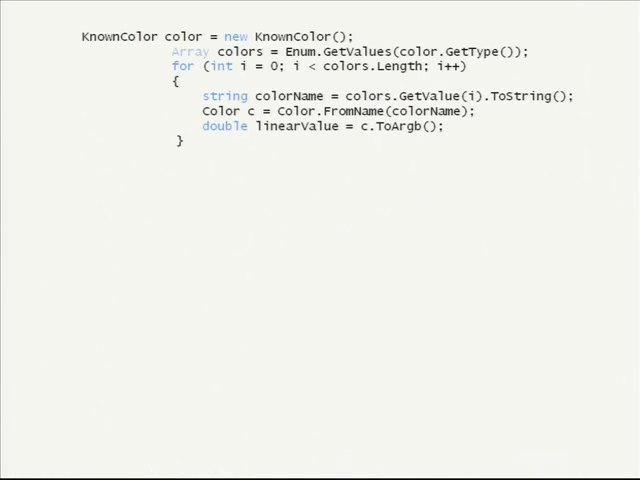 KnownColor color = new KnownColor();
Array colors = Enum.GetValues(color.GetType());
for (int i = 0; i < colors.Length; i++)
{
string colorName = colors.GetValue(i).ToString();
Color c = Color.FromName(colorName);
double linearValue = c.ToArgb();
}